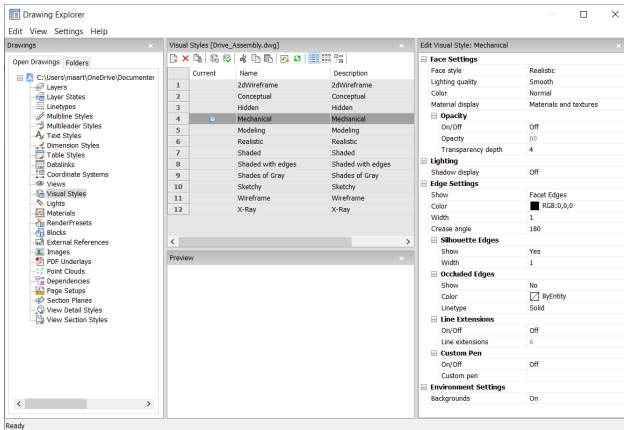 Drawing Explorer
Edit View Settings Help
Drawings
Open Drawings Folders
C:\Users\maart\OneDrive\Documenter
Layers
Layer States
Linetypes
Multiline Styles
Multileader Styles
Text Styles
Dimension Styles
Table Styles
Datalinks
Coordinate Systems
Views
Visual Styles
Lights
Materials
RenderPresets
Blocks
External References
Images
PDF Underlays
Point Clouds
Dependencies
Page Setups
Section Planes
View Detail Styles
View Section Styles
Visual Styles [Drive_Assembly.dwg]
Current Name Description
1 2dWireframe 2dWireframe
2 Conceptual Conceptual
3 Hidden Hidden
4 Mechanical Mechanical
5 Modeling Modeling
6 Realistic Realistic
7 Shaded Shaded
8 Shaded with edges Shaded with edges
9 Shades of Gray Shades of Gray
10 Sketchy Sketchy
11 Wireframe Wireframe
12 X-Ray X-Ray
Preview
Edit Visual Style: Mechanical
Face Settings
Face style Realistic
Lighting quality Smooth
Color Normal
Material display Materials and textures
Opacity
On/Off Off
Opacity 60
Transparency depth 4
Lighting
Shadow display Off
Edge Settings
Show Facet Edges
Color RGB:0,0,0
Width 1
Crease angle 180
Silhouette Edges
Show Yes
Width 1
Occluded Edges
Show No
Color ByEntity
Linetype Solid
Line Extensions
On/Off Off
Line extensions 6
Custom Pen
On/Off Off
Custom pen
Environment Settings
Backgrounds On
Ready